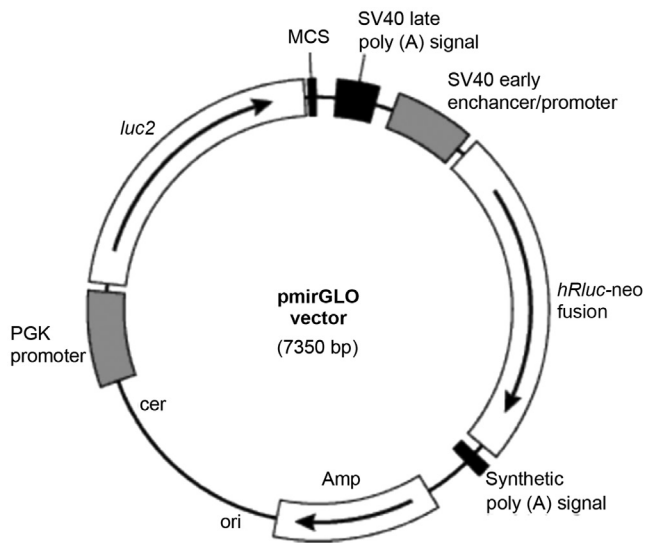 MCS
SV40 late
poly (A) signal
SV40 early
enchancer/promoter
luc2
hRluc-neo
fusion
pmirGLO
vector
(7350 bp)
PGK
promoter
cer
Amp
Synthetic
poly (A) signal
ori